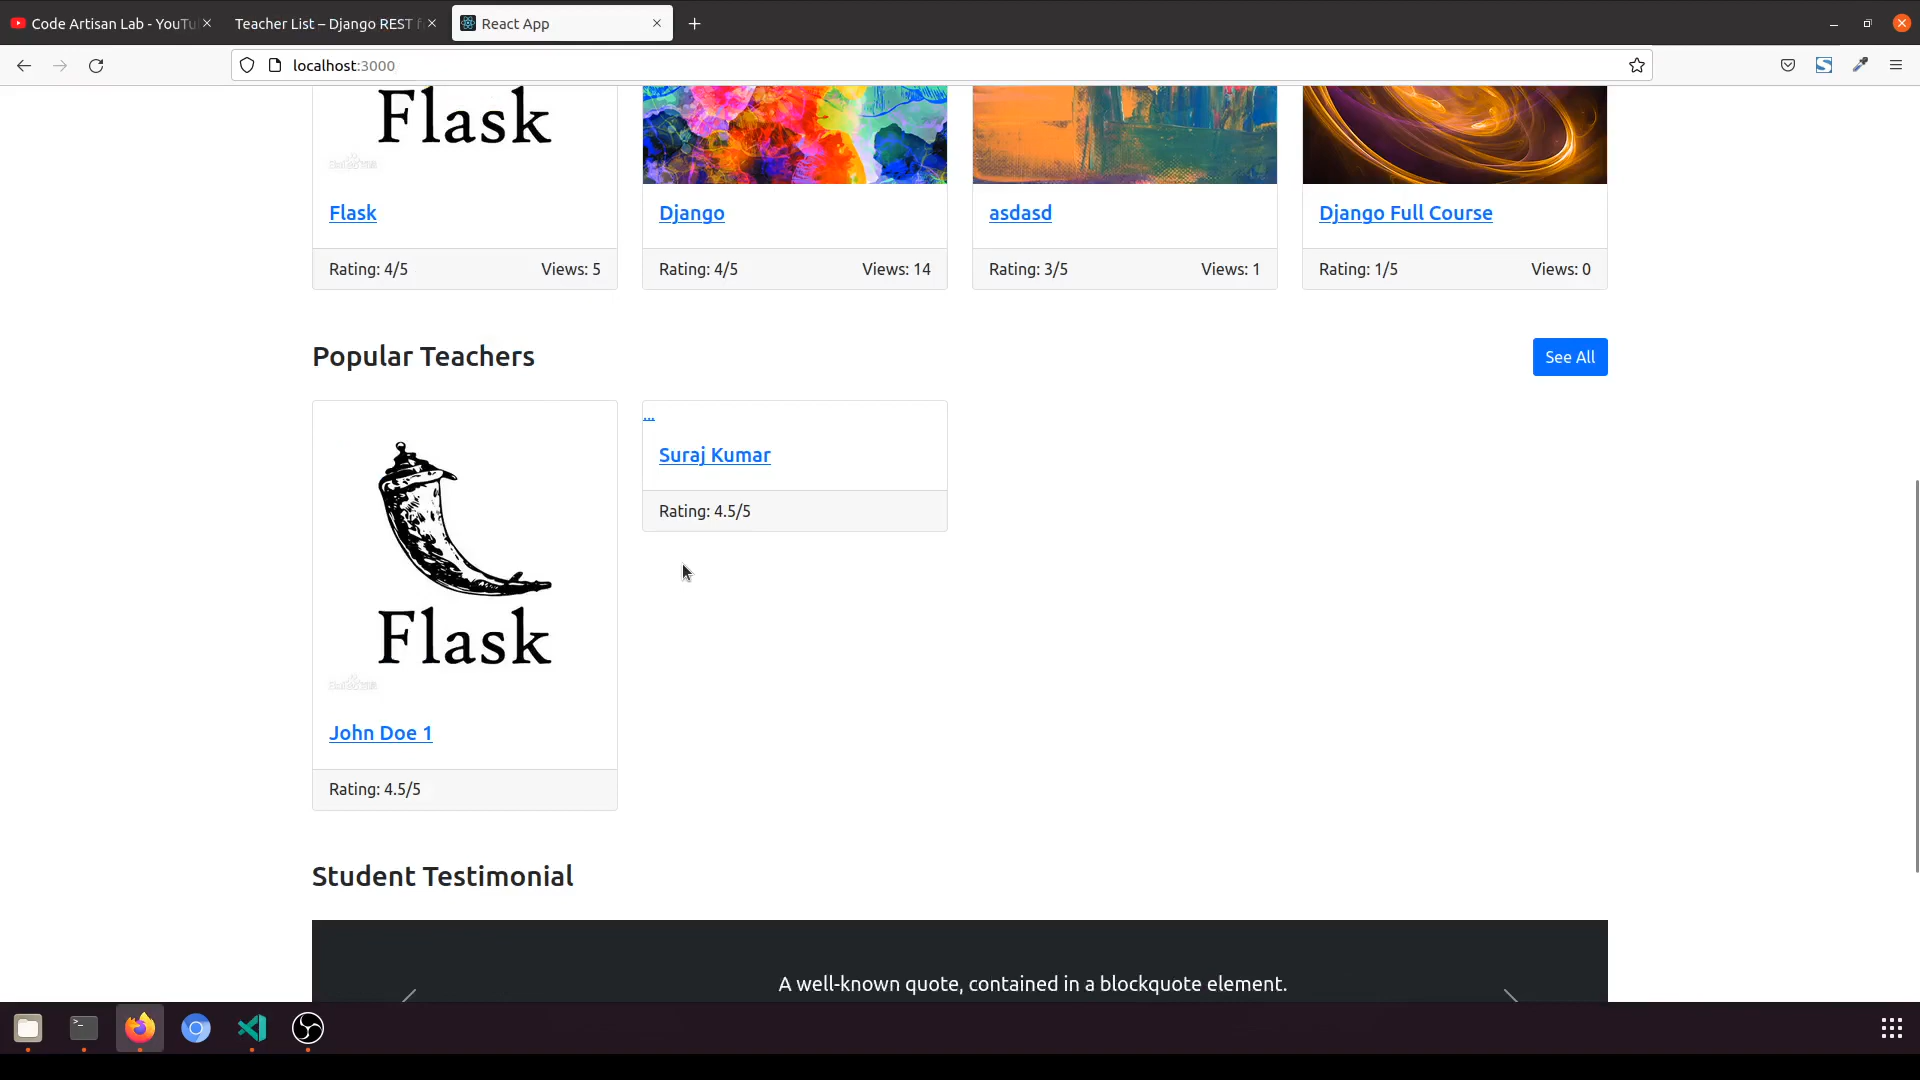 Code Artisan Lab - YouTu
Teacher List – Django REST f
React App
localhost:3000
Flask
Flask
Django
asdasd
Django Full Course
Rating: 4/5
Views: 5
Rating: 4/5
Views: 14
Rating: 3/5
Views: 1
Rating: 1/5
Views: 0
Popular Teachers
See All
...
Suraj Kumar
Rating: 4.5/5
Flask
John Doe 1
Rating: 4.5/5
Student Testimonial
A well-known quote, contained in a blockquote element.